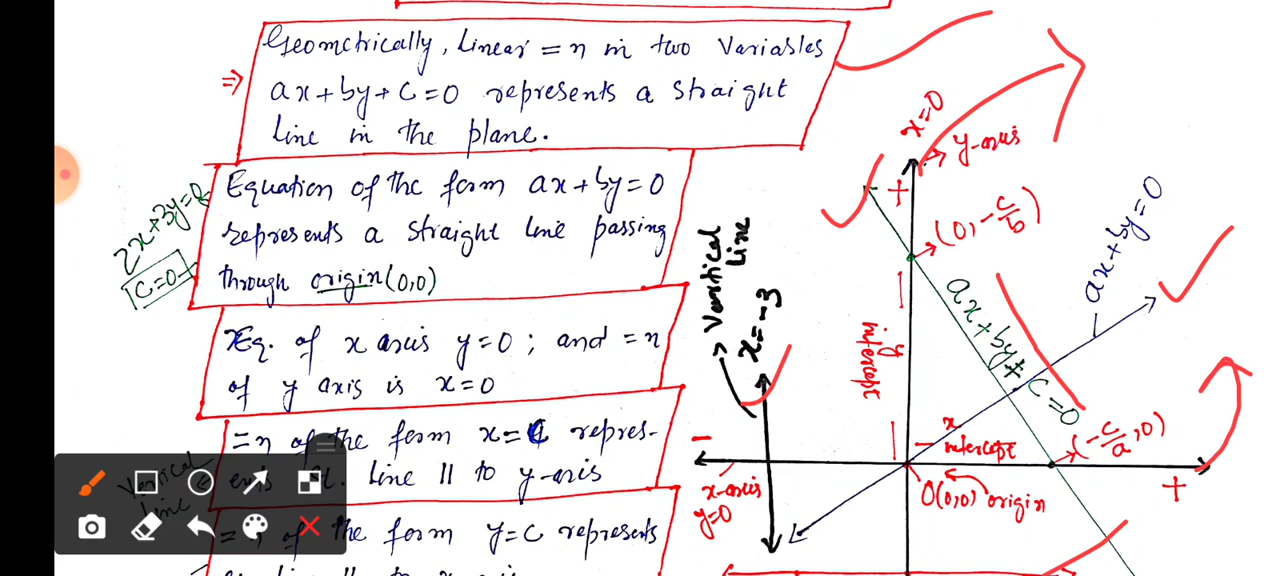 ⇒ Geometrically, Linear =n in two Variables
ax+by+c=0 represents a straight
line in the plane.
Equation of the form ax+by=0
represents a straight line passing
through origin (0,0)
2x+3y=0
C=0
Eq. of x axis y=0 ; and =n
of y axis is x=0
=n of the form x=C repres-
Line || to y-axis
Vertical
Line
of the form y=C represents
x=0
y-axis
+
(0, -c/b)
ax+by=0
Vertical
Line
x=-3
y
intercept
ax+by+C=0
x
intercept
(-c/a, 0)
-
x-axis
y=0
O(0,0) origin
+